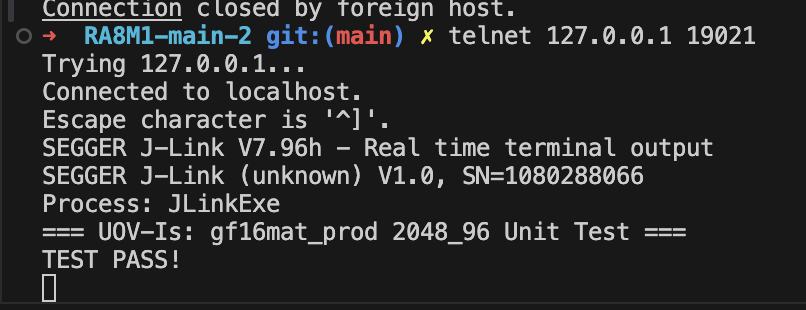 Connection closed by foreign host.
→ RA8M1-main-2 git:(main) ✗ telnet 127.0.0.1 19021
Trying 127.0.0.1...
Connected to localhost.
Escape character is '^]'.
SEGGER J-Link V7.96h - Real time terminal output
SEGGER J-Link (unknown) V1.0, SN=1080288066
Process: JLinkExe
=== UOV-Is: gf16mat_prod 2048_96 Unit Test ===
TEST PASS!